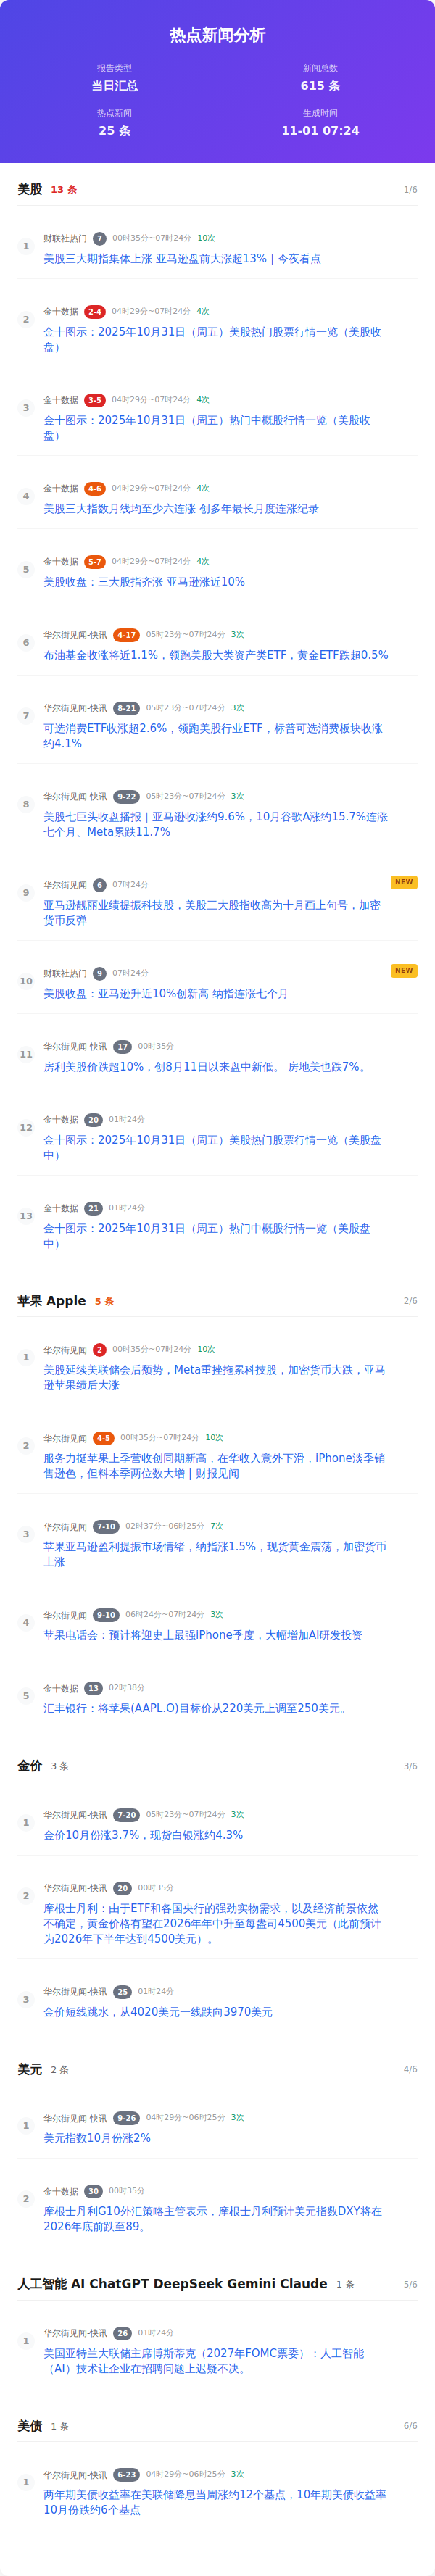 热点新闻分析
报告类型
当日汇总
新闻总数
615 条
热点新闻
25 条
生成时间
11-01 07:24
美股 13 条 1/6
1
财联社热门 7 00时35分~07时24分 10次
美股三大期指集体上涨 亚马逊盘前大涨超13% | 今夜看点
2
金十数据 2-4 04时29分~07时24分 4次
金十图示：2025年10月31日（周五）美股热门股票行情一览（美股收
盘）
3
金十数据 3-5 04时29分~07时24分 4次
金十图示：2025年10月31日（周五）热门中概股行情一览（美股收
盘）
4
金十数据 4-6 04时29分~07时24分 4次
美股三大指数月线均至少六连涨 创多年最长月度连涨纪录
5
金十数据 5-7 04时29分~07时24分 4次
美股收盘：三大股指齐涨 亚马逊涨近10%
6
华尔街见闻-快讯 4-17 05时23分~07时24分 3次
布油基金收涨将近1.1%，领跑美股大类资产类ETF，黄金ETF跌超0.5%
7
华尔街见闻-快讯 8-21 05时23分~07时24分 3次
可选消费ETF收涨超2.6%，领跑美股行业ETF，标普可选消费板块收涨
约4.1%
8
华尔街见闻-快讯 9-22 05时23分~07时24分 3次
美股七巨头收盘播报｜亚马逊收涨约9.6%，10月谷歌A涨约15.7%连涨
七个月、Meta累跌11.7%
9
华尔街见闻 6 07时24分 NEW
亚马逊靓丽业绩提振科技股，美股三大股指收高为十月画上句号，加密
货币反弹
10
财联社热门 9 07时24分 NEW
美股收盘：亚马逊升近10%创新高 纳指连涨七个月
11
华尔街见闻-快讯 17 00时35分
房利美股价跌超10%，创8月11日以来盘中新低。 房地美也跌7%。
12
金十数据 20 01时24分
金十图示：2025年10月31日（周五）美股热门股票行情一览（美股盘
中）
13
金十数据 21 01时24分
金十图示：2025年10月31日（周五）热门中概股行情一览（美股盘
中）
苹果 Apple 5 条 2/6
1
华尔街见闻 2 00时35分~07时24分 10次
美股延续美联储会后颓势，Meta重挫拖累科技股，加密货币大跌，亚马
逊苹果绩后大涨
2
华尔街见闻 4-5 00时35分~07时24分 10次
服务力挺苹果上季营收创同期新高，在华收入意外下滑，iPhone淡季销
售逊色，但料本季两位数大增 | 财报见闻
3
华尔街见闻 7-10 02时37分~06时25分 7次
苹果亚马逊盈利提振市场情绪，纳指涨1.5%，现货黄金震荡，加密货币
上涨
4
华尔街见闻 9-10 06时24分~07时24分 3次
苹果电话会：预计将迎史上最强iPhone季度，大幅增加AI研发投资
5
金十数据 13 02时38分
汇丰银行：将苹果(AAPL.O)目标价从220美元上调至250美元。
金价 3 条 3/6
1
华尔街见闻-快讯 7-20 05时23分~07时24分 3次
金价10月份涨3.7%，现货白银涨约4.3%
2
华尔街见闻-快讯 20 00时35分
摩根士丹利：由于ETF和各国央行的强劲实物需求，以及经济前景依然
不确定，黄金价格有望在2026年年中升至每盎司4500美元（此前预计
为2026年下半年达到4500美元）。
3
华尔街见闻-快讯 25 01时24分
金价短线跳水，从4020美元一线跌向3970美元
美元 2 条 4/6
1
华尔街见闻-快讯 9-26 04时29分~06时25分 3次
美元指数10月份涨2%
2
金十数据 30 00时35分
摩根士丹利G10外汇策略主管表示，摩根士丹利预计美元指数DXY将在
2026年底前跌至89。
人工智能 AI ChatGPT DeepSeek Gemini Claude 1 条 5/6
1
华尔街见闻-快讯 26 01时24分
美国亚特兰大联储主席博斯蒂克（2027年FOMC票委）：人工智能
（AI）技术让企业在招聘问题上迟疑不决。
美债 1 条 6/6
1
华尔街见闻-快讯 6-23 04时29分~06时25分 3次
两年期美债收益率在美联储降息当周涨约12个基点，10年期美债收益率
10月份跌约6个基点